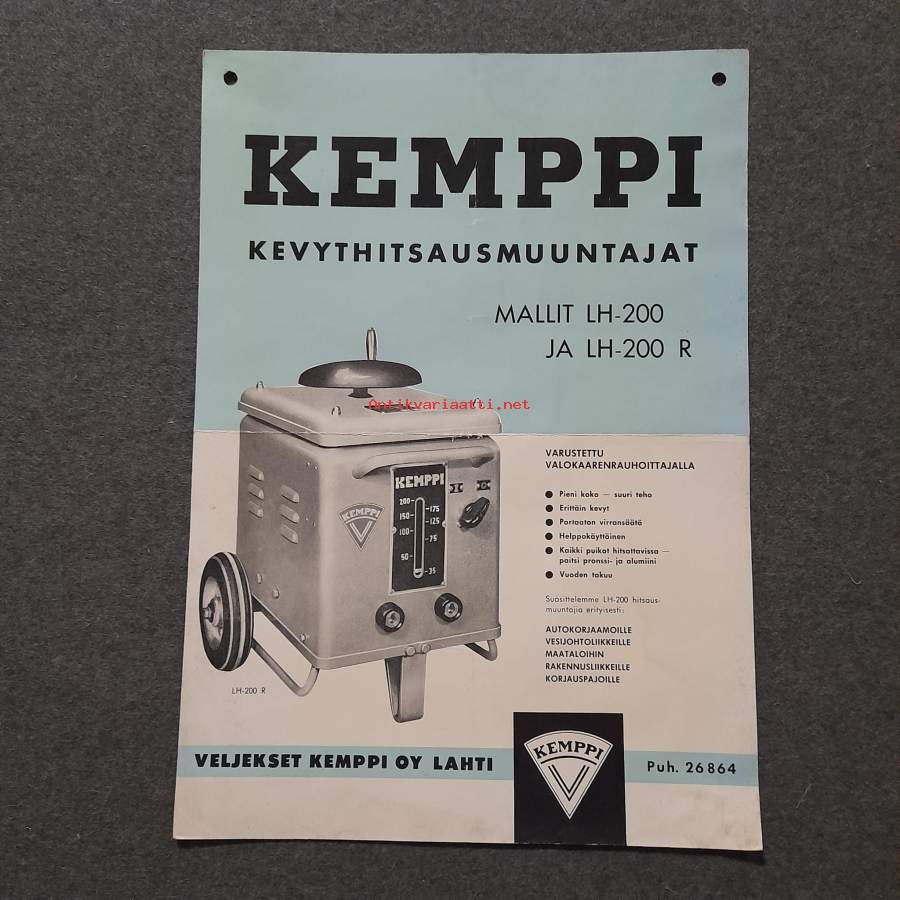 KEMPPI
KEVYTHITSAUSMUUNTAJAT
MALLIT LH-200
JA LH-200 R
Antikvariaatti.net
VARUSTETTU
VALOKAARENRAUHOITTAJALLA
Pieni koko — suuri teho
Erittäin kevyt
Portaaton virransäätö
Helppokäyttöinen
Kaikki puikot hitsattavissa —
paitsi pronssi- ja alumiini
Vuoden takuu
Suosittelemme LH-200 hitsaus-
muuntajia erityisesti:
AUTOKORJAAMOILLE
VESIJOHTOLIIKKEILLE
MAATALOIHIN
RAKENNUSLIIKKEILLE
KORJAUSPAJOILLE
KEMPPI
200
175
150
125
100
75
50
35
KEMPPI
I
LH-200 R
VELJEKSET KEMPPI OY LAHTI
KEMPPI
Puh. 26864